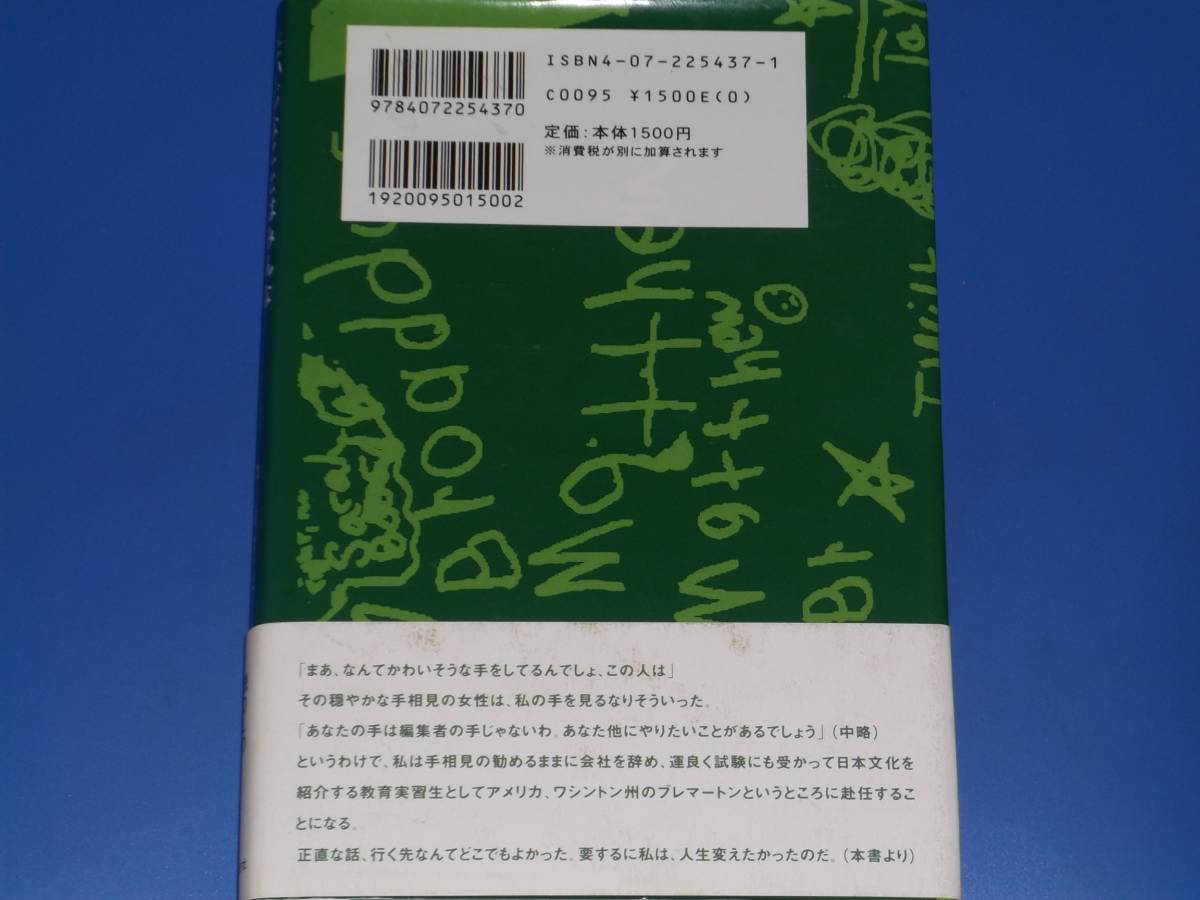 ISBN4-07-225437-1
C0095 ¥1500E(0)
9784072254370
定価:本体1500円
※消費税が別に加算されます
1920095015002
Brad
Matthew
Matthew
「まあ、なんてかわいそうな手をしてるんでしょ、この人は」
その穏やかな手相見の女性は、私の手を見るなりそういった。
「あなたの手は編集者の手じゃないわ。あなた他にやりたいことがあるでしょう」(中略)
というわけで、私は手相見の勧めるままに会社を辞め、運良く試験にも受かって日本文化を
紹介する教育実習生としてアメリカ、ワシントン州のブレマートンというところに赴任するこ
とになる。
正直な話、行く先なんてどこでもよかった。要するに私は、人生変えたかったのだ。(本書より)